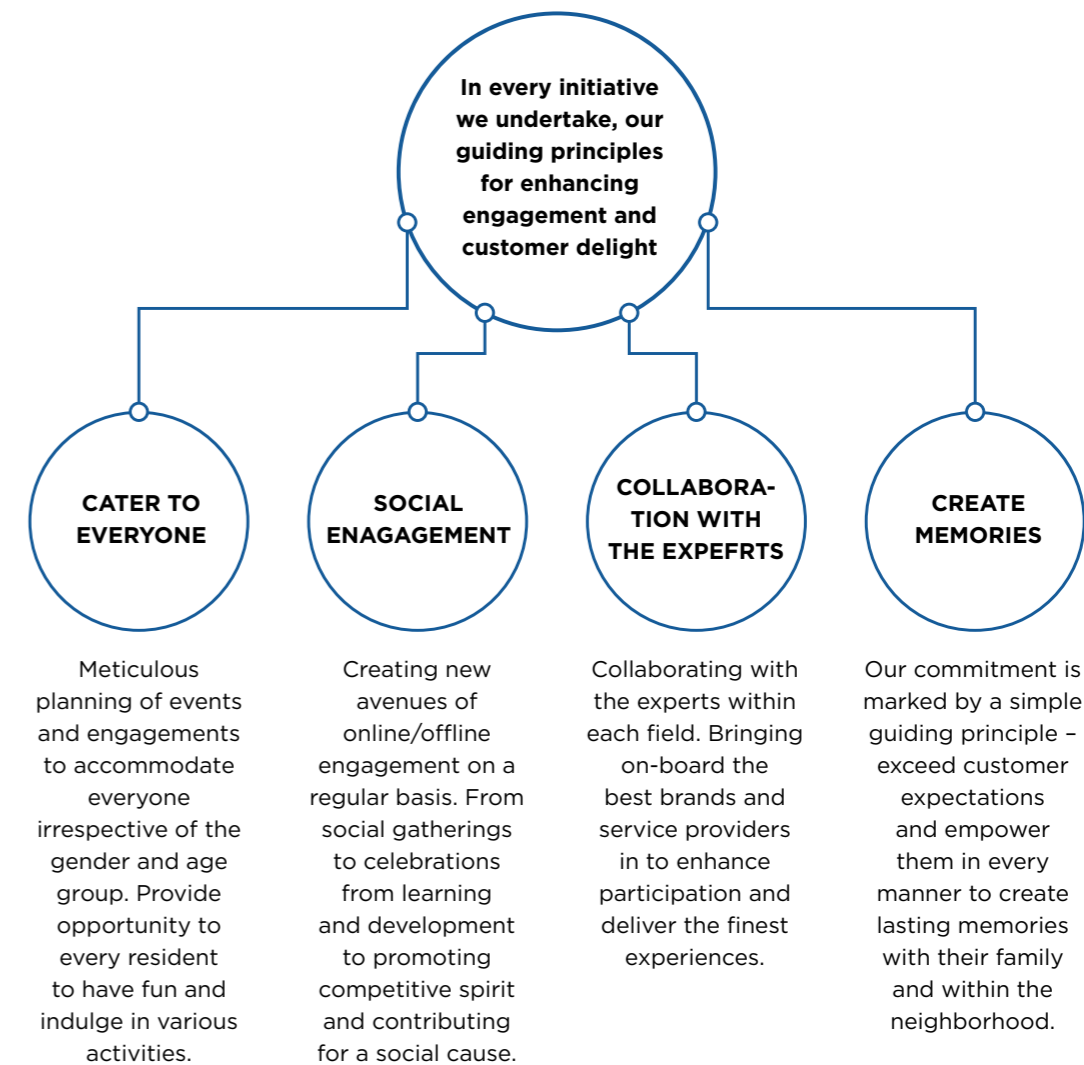 In every initiative
we undertake, our
guiding principles
for enhancing
engagement and
customer delight
CATER TO
EVERYONE
Meticulous
planning of events
and engagements
to accommodate
everyone
irrespective of the
gender and age
group. Provide
opportunity to
every resident
to have fun and
indulge in various
activities.
SOCIAL
ENAGAGEMENT
Creating new
avenues of
online/offline
engagement on a
regular basis. From
social gatherings
to celebrations
from learning
and development
to promoting
competitive spirit
and contributing
for a social cause.
COLLABORA-
TION WITH
THE EXPEFRTS
Collaborating with
the experts within
each field. Bringing
on-board the
best brands and
service providers
in to enhance
participation and
deliver the finest
experiences.
CREATE
MEMORIES
Our commitment is
marked by a simple
guiding principle –
exceed customer
expectations
and empower
them in every
manner to create
lasting memories
with their family
and within the
neighborhood.